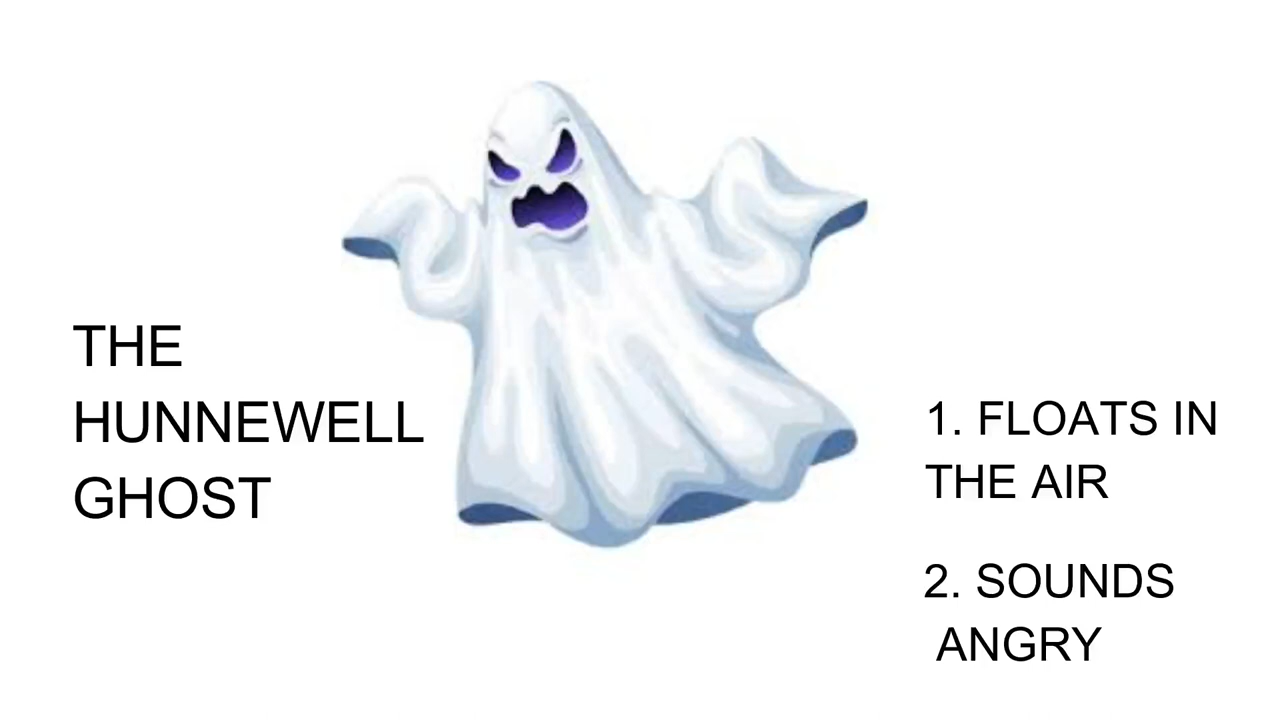 THE
HUNNEWELL
GHOST
1. FLOATS IN
THE AIR
2. SOUNDS
ANGRY